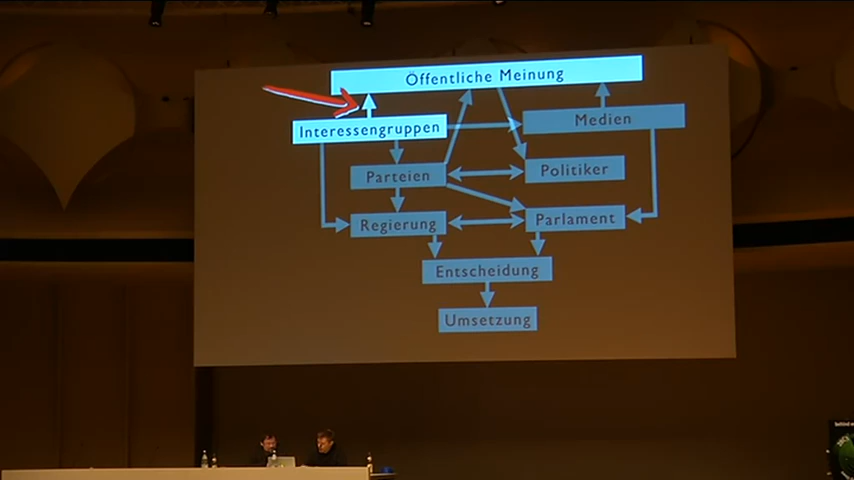 Öffentliche Meinung
Interessengruppen
Medien
Parteien
Politiker
Regierung
Parlament
Entscheidung
Umsetzung